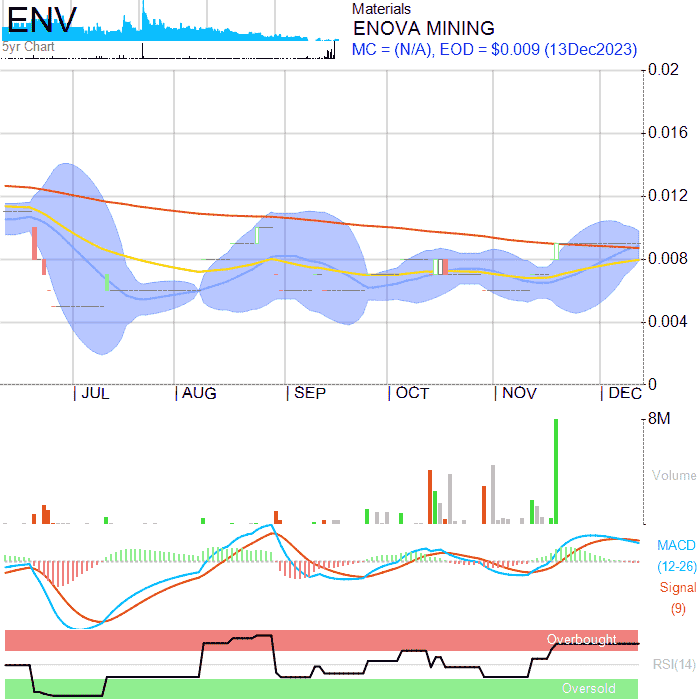 ENV
Materials
ENOVA MINING
MC = (N/A), EOD = $0.009 (13Dec2023)
5yr Chart
0.02
0.016
0.012
0.008
0.004
0
JUL
AUG
SEP
OCT
NOV
DEC
8M
Volume
MACD
(12-26)
Signal
(9)
Overbought
RSI(14)
Oversold